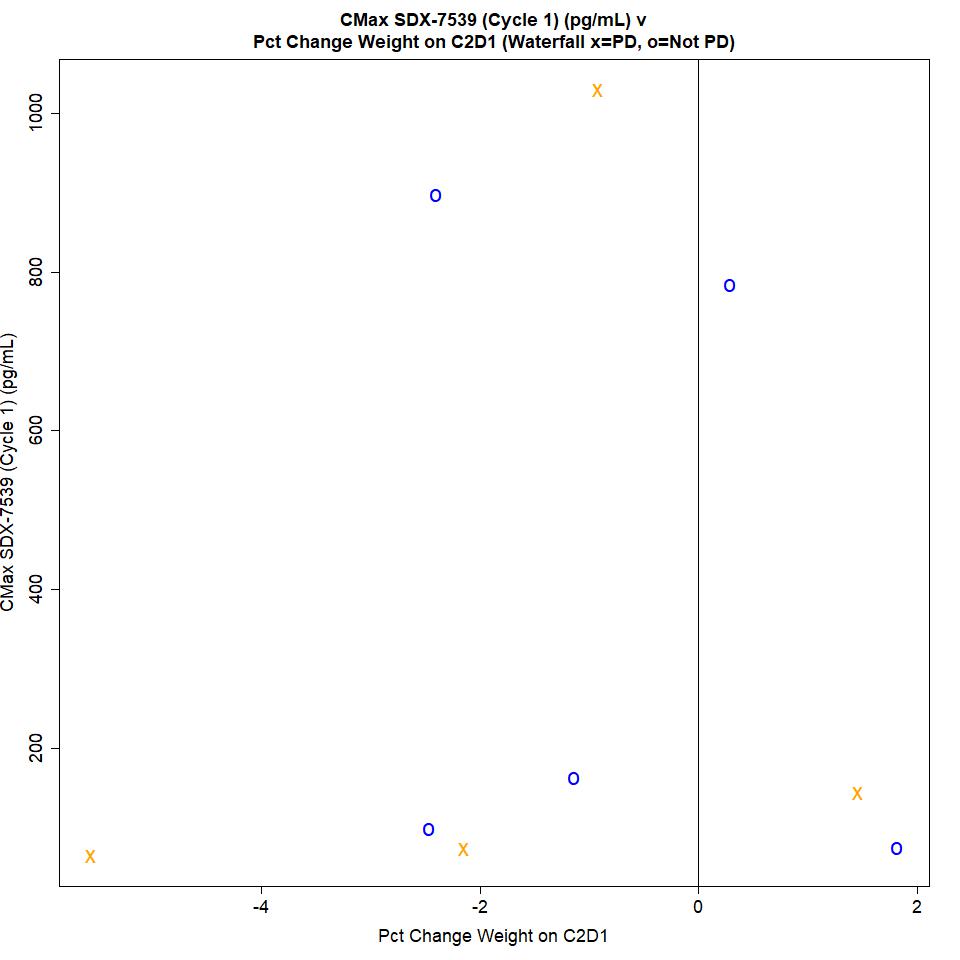 CMax SDX-7539 (Cycle 1) (pg/mL) v
Pct Change Weight on C2D1 (Waterfall x=PD, o=Not PD)
CMax SDX-7539 (Cycle 1) (pg/mL)
1000
800
600
400
200
X
O
O
O
X
O
X
X
O
-4
-2
0
2
Pct Change Weight on C2D1